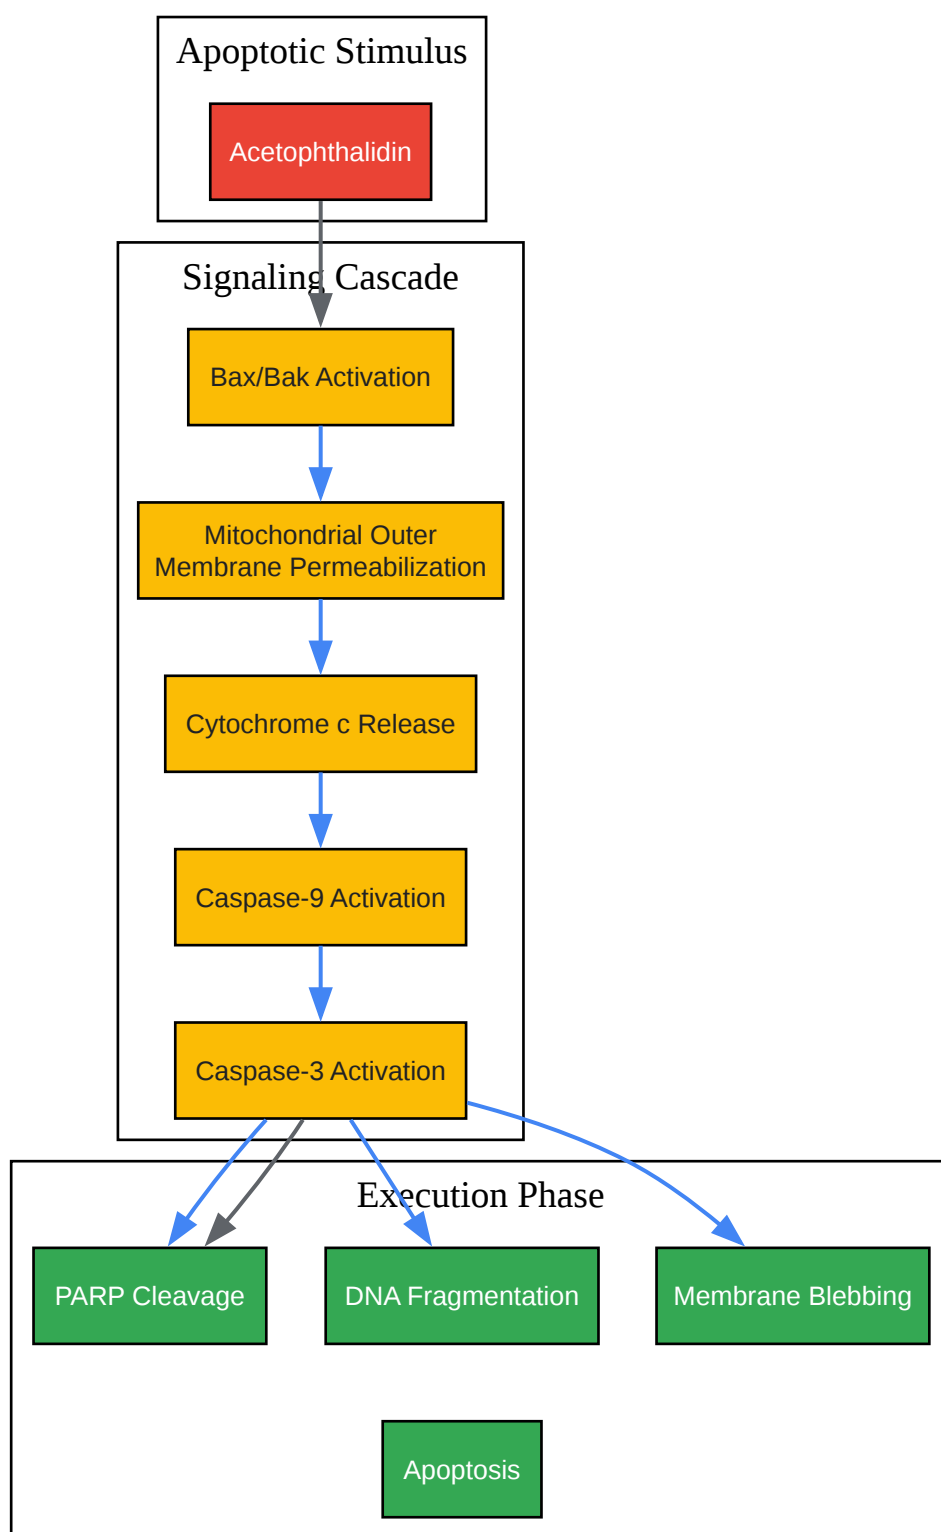 Apoptotic Stimulus
Acetophthalidin
Signaling Cascade
Bax/Bak Activation
Mitochondrial Outer
Membrane Permeabilization
Cytochrome c Release
Caspase-9 Activation
Caspase-3 Activation
Execution Phase
PARP Cleavage
DNA Fragmentation
Membrane Blebbing
Apoptosis